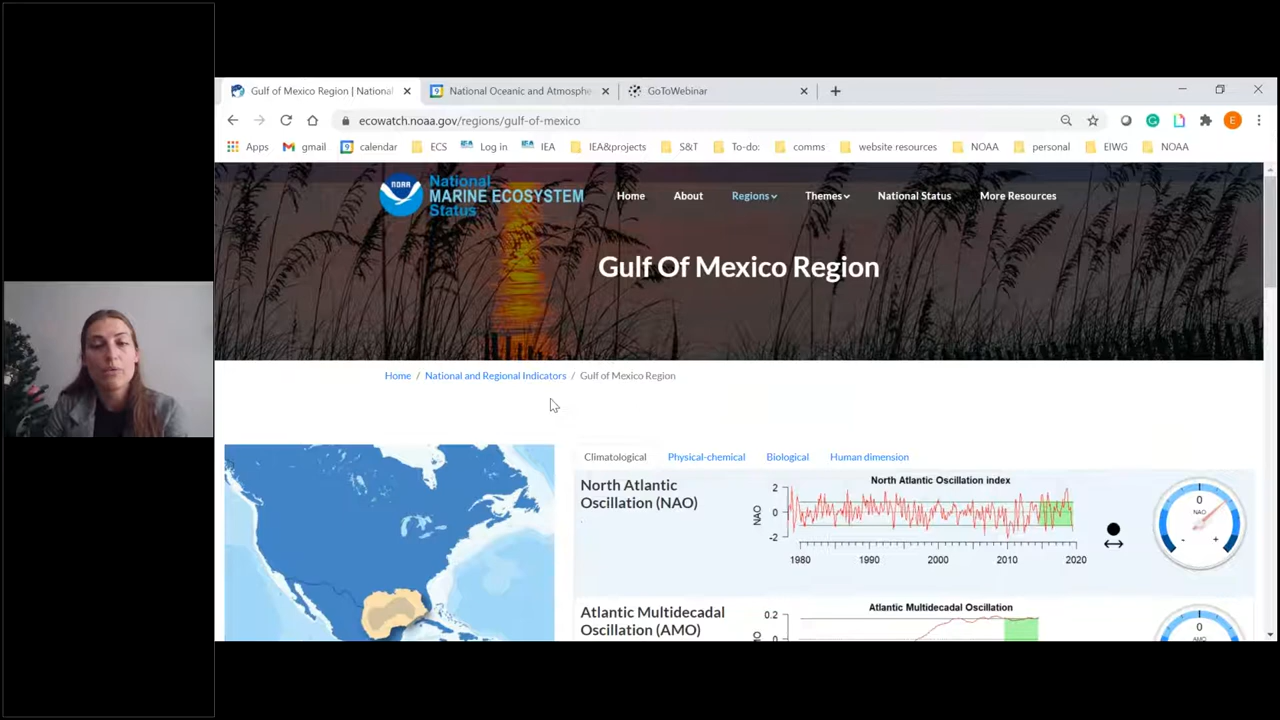 Gulf of Mexico Region | National
National Oceanic and Atmosphe
GoToWebinar
ecowatch.noaa.gov/regions/gulf-of-mexico
E
Apps gmail calendar ECS Log in IEA IEA&projects S&T To-do: comms website resources NOAA personal EIWG NOAA
NOAA
National
MARINE ECOSYSTEM
Status
Home About Regions Themes National Status More Resources
Gulf Of Mexico Region
Home / National and Regional Indicators / Gulf of Mexico Region
Climatological Physical-chemical Biological Human dimension
North Atlantic
Oscillation (NAO)
North Atlantic Oscillation index
NAO
2
0
-2
1980 1990 2000 2010 2020
0
NAO
- +
Atlantic Multidecadal
Oscillation (AMO)
Atlantic Multidecadal Oscillation
0.2
0
AMO